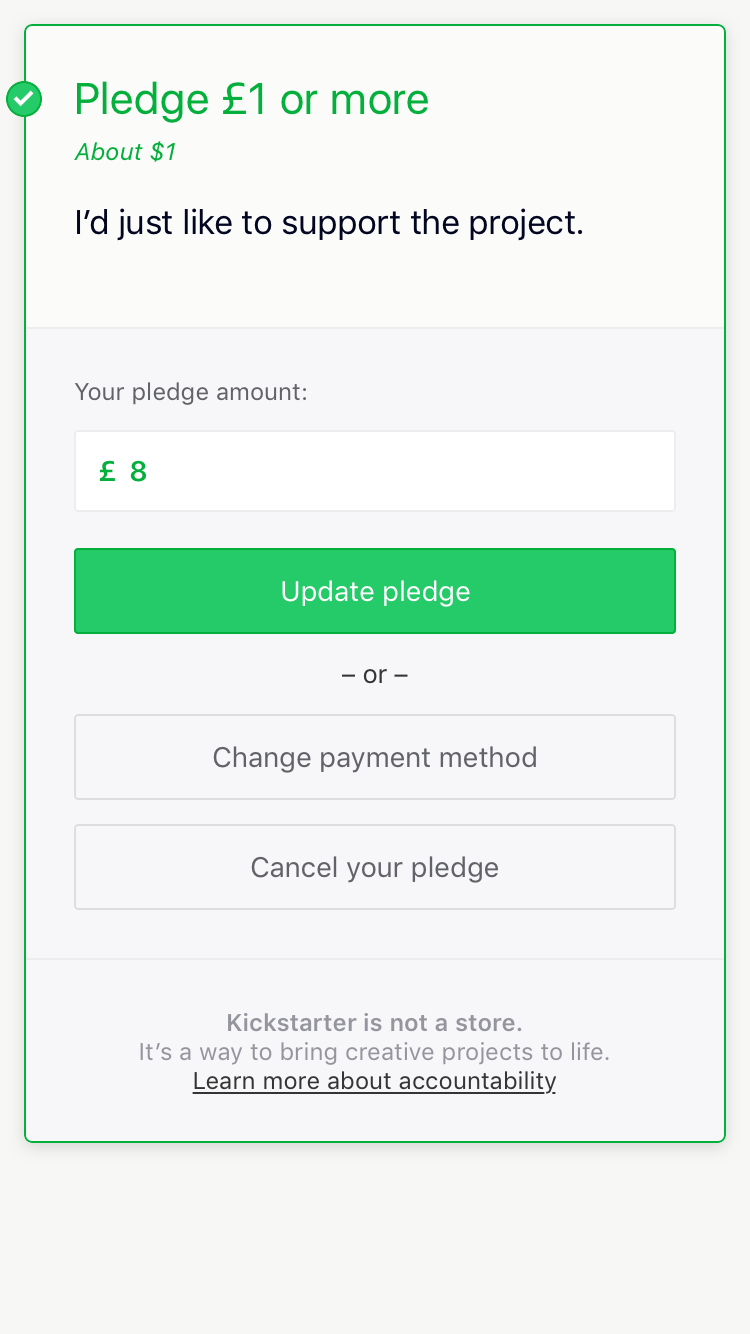 Pledge £1 or more
About $1
I’d just like to support the project.
Your pledge amount:
£ 8
Update pledge
– or –
Change payment method
Cancel your pledge
Kickstarter is not a store.
It’s a way to bring creative projects to life.
Learn more about accountability